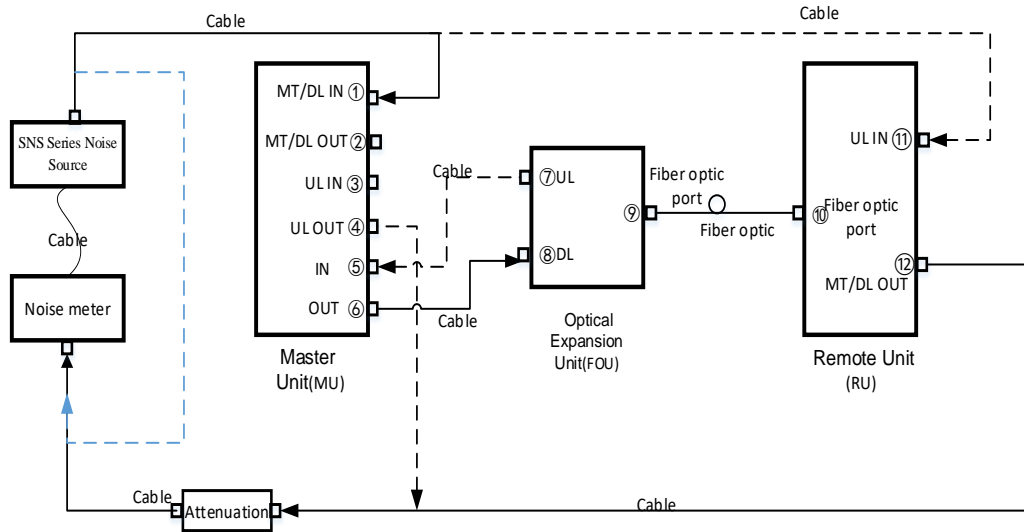 Cable
Cable
SNS Series Noise
Source
Cable
Noise meter
MT/DL IN ①
MT/DL OUT ②
UL IN ③
UL OUT ④
IN ⑤
OUT ⑥
Master
Unit(MU)
Cable
Cable
⑦UL
⑧DL
⑨
Optical
Expansion
Unit(FOU)
Fiber optic
port
Fiber optic
UL IN ⑪
⑩
Fiber optic
port
⑫
MT/DL OUT
Remote Unit
(RU)
Cable
Attenuation
Cable